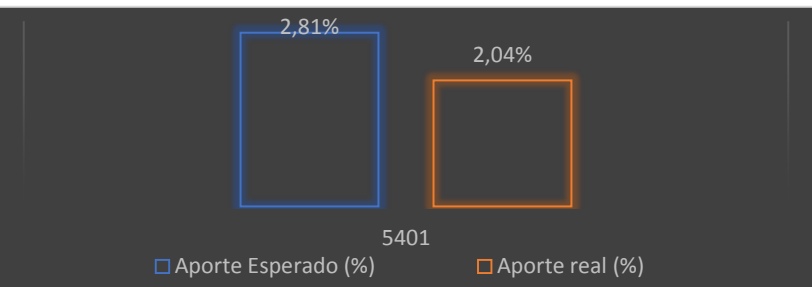 2,81%
2,04%
5401
Aporte Esperado (%)
Aporte real (%)